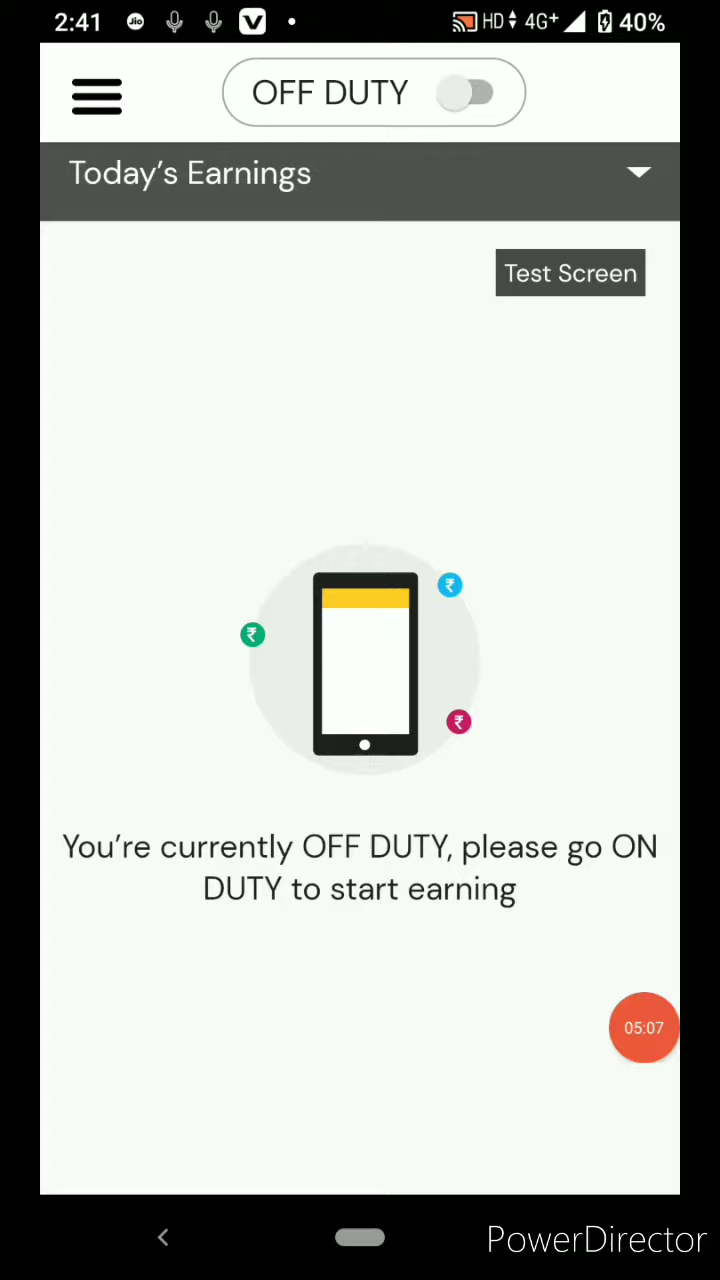 2:41 Jio V HD 4G+ 40%
OFF DUTY
Today’s Earnings
Test Screen
₹
₹
₹
You’re currently OFF DUTY, please go ON
DUTY to start earning
05:07
PowerDirector